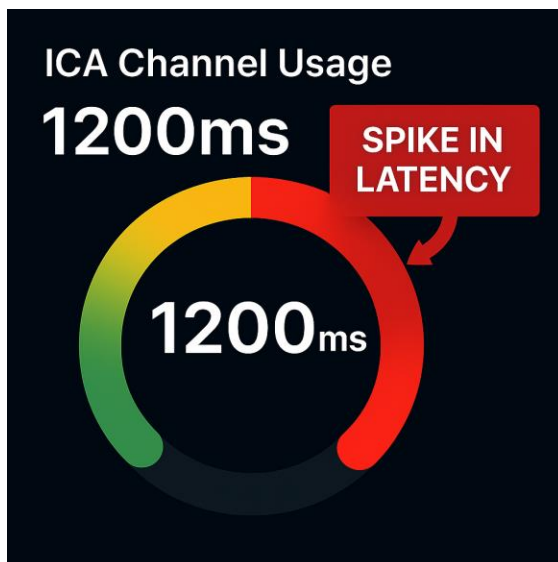 ICA Channel Usage
1200ms
SPIKE IN
LATENCY
1200ms